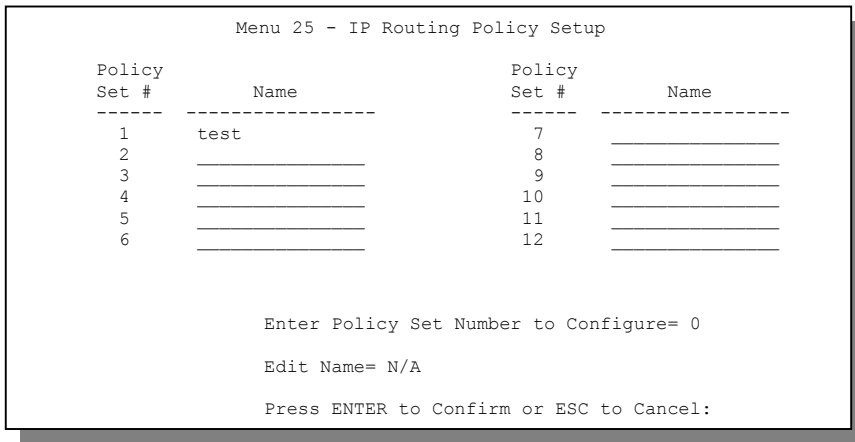 Menu 25 - IP Routing Policy Setup
Policy                                Policy
Set #        Name                     Set #        Name
------ -----------------              ------ -----------------
1     test                            7     _______________
2     _______________                 8     _______________
3     _______________                 9     _______________
4     _______________                 10    _______________
5     _______________                 11    _______________
6     _______________                 12    _______________
Enter Policy Set Number to Configure= 0
Edit Name= N/A
Press ENTER to Confirm or ESC to Cancel: